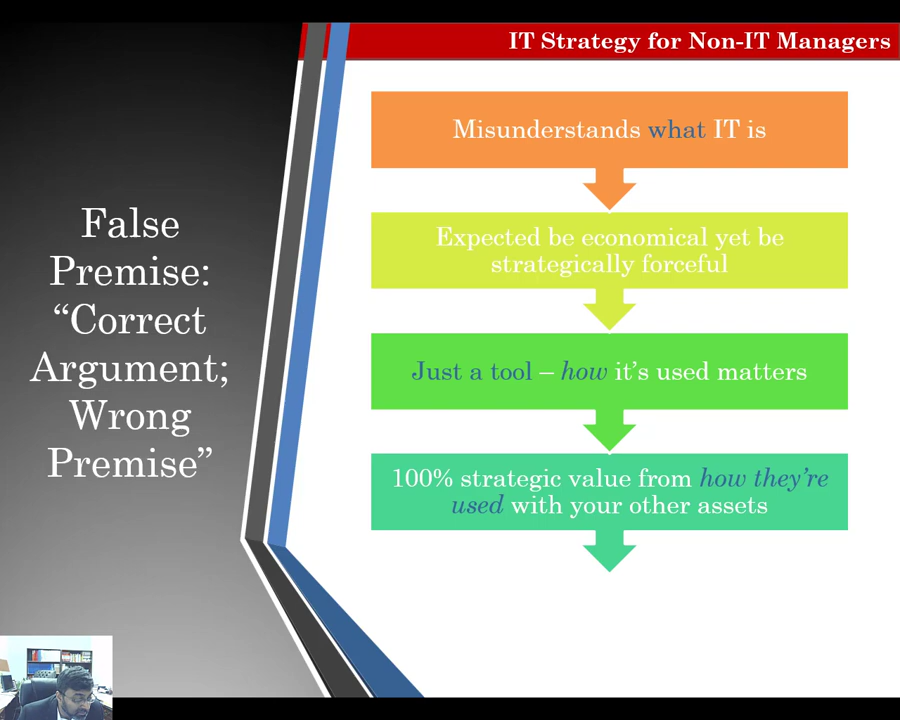 IT Strategy for Non-IT Managers
False
Premise:
“Correct
Argument;
Wrong
Premise”
Misunderstands what IT is
Expected be economical yet be
strategically forceful
Just a tool – how it’s used matters
100% strategic value from how they’re
used with your other assets